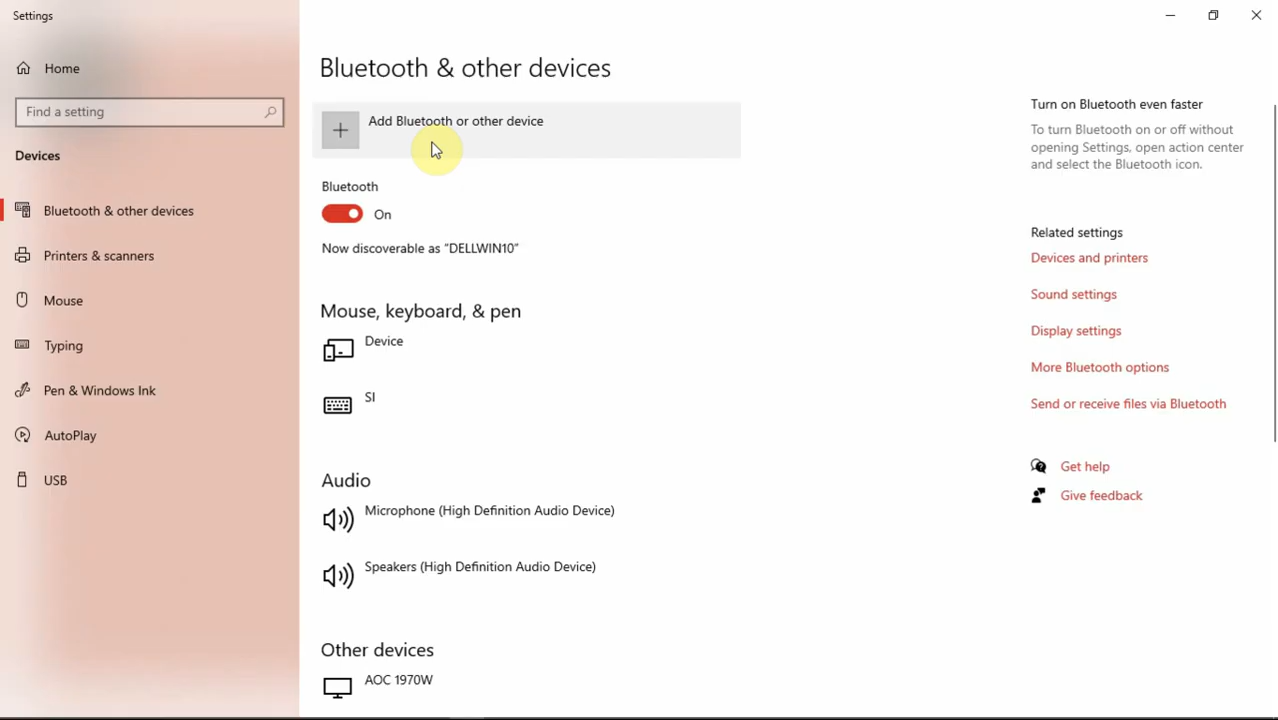 Settings
Home
Find a setting
Devices
Bluetooth & other devices
Printers & scanners
Mouse
Typing
Pen & Windows Ink
AutoPlay
USB
Bluetooth & other devices
Add Bluetooth or other device
Bluetooth
On
Now discoverable as “DELLWIN10”
Mouse, keyboard, & pen
Device
SI
Audio
Microphone (High Definition Audio Device)
Speakers (High Definition Audio Device)
Other devices
AOC 1970W
Turn on Bluetooth even faster
To turn Bluetooth on or off without
opening Settings, open action center
and select the Bluetooth icon.
Related settings
Devices and printers
Sound settings
Display settings
More Bluetooth options
Send or receive files via Bluetooth
Get help
Give feedback